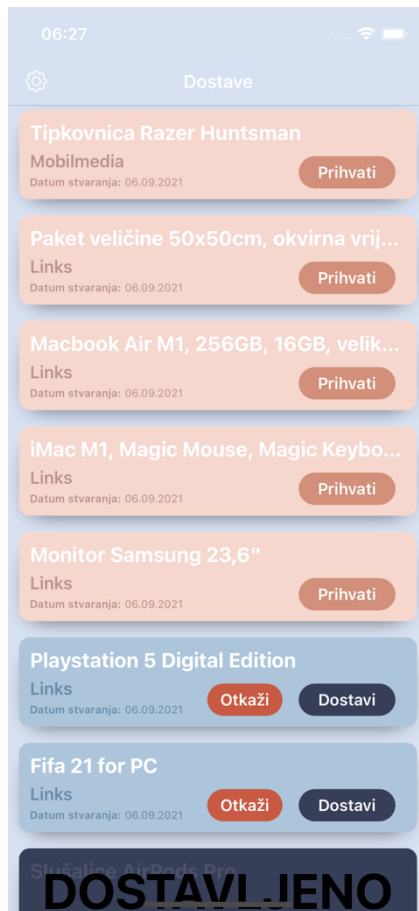 06:27
Dostave
Tipkovnica Razer Huntsman
Mobilmedia
Datum stvaranja: 06.09.2021
Prihvati
Paket veličine 50x50cm, okvirna vrij...
Links
Datum stvaranja: 06.09.2021
Prihvati
Macbook Air M1, 256GB, 16GB, velik...
Links
Datum stvaranja: 06.09.2021
Prihvati
iMac M1, Magic Mouse, Magic Keybo...
Links
Datum stvaranja: 06.09.2021
Prihvati
Monitor Samsung 23,6"
Links
Datum stvaranja: 06.09.2021
Prihvati
Playstation 5 Digital Edition
Links
Datum stvaranja: 06.09.2021
Otkaži Dostavi
Fifa 21 for PC
Links
Datum stvaranja: 06.09.2021
Otkaži Dostavi
Slušalice AirPods Pro
DOSTAVLJENO